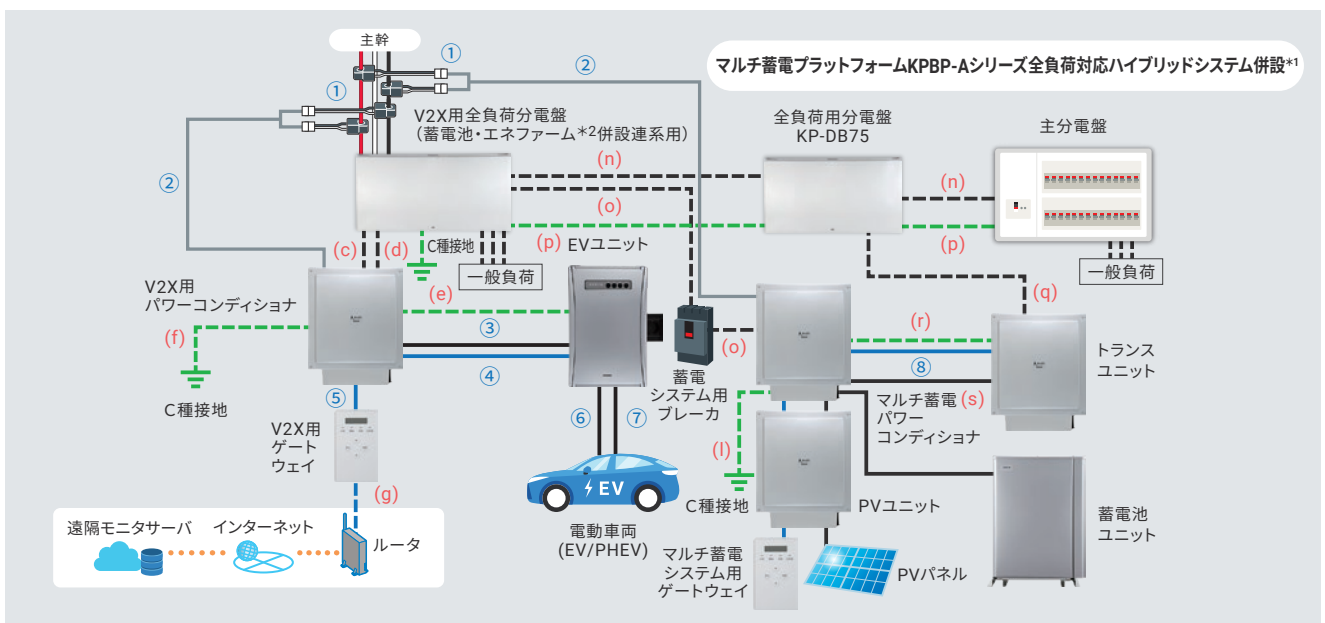 主幹
①
②
マルチ蓄電プラットフォームKPBP-Aシリーズ全負荷対応ハイブリッドシステム併設*1
①
V2X用全負荷分電盤
(蓄電池・エネファーム*2併設連系用)
全負荷用分電盤
KP-DB75
主分電盤
②
(n)
(n)
(o)
(c)
(d)
C種接地
(p)
EVユニット
(p)
一般負荷
一般負荷
V2X用
パワーコンディショナ
(e)
(q)
(f)
③
(r)
④
(o)
⑧
トランス
ユニット
C種接地
⑤
蓄電
システム用
ブレーカ
マルチ蓄電
パワー
コンディショナ
(s)
V2X用
ゲート
ウェイ
⑥
⑦
(l)
EV
(g)
C種接地
PVユニット
蓄電池
ユニット
遠隔モニタサーバ
インターネット
ルータ
電動車両
(EV/PHEV)
マルチ蓄電
システム用
ゲートウェイ
PVパネル